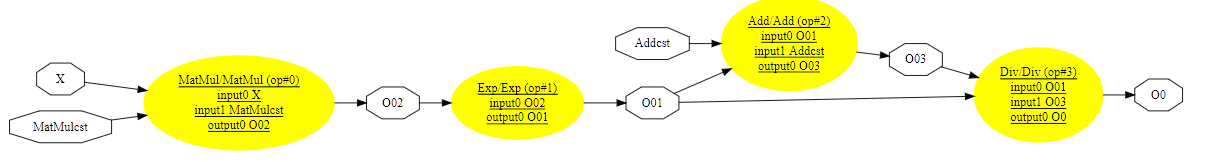 X
MatMulcst
MatMul/MatMul (op#0)
input0 X
input1 MatMulcst
output0 O02
O02
Exp/Exp (op#1)
input0 O02
output0 O01
O01
Addcst
Add/Add (op#2)
input0 O01
input1 Addcst
output0 O03
O03
Div/Div (op#3)
input0 O01
input1 O03
output0 O0
O0